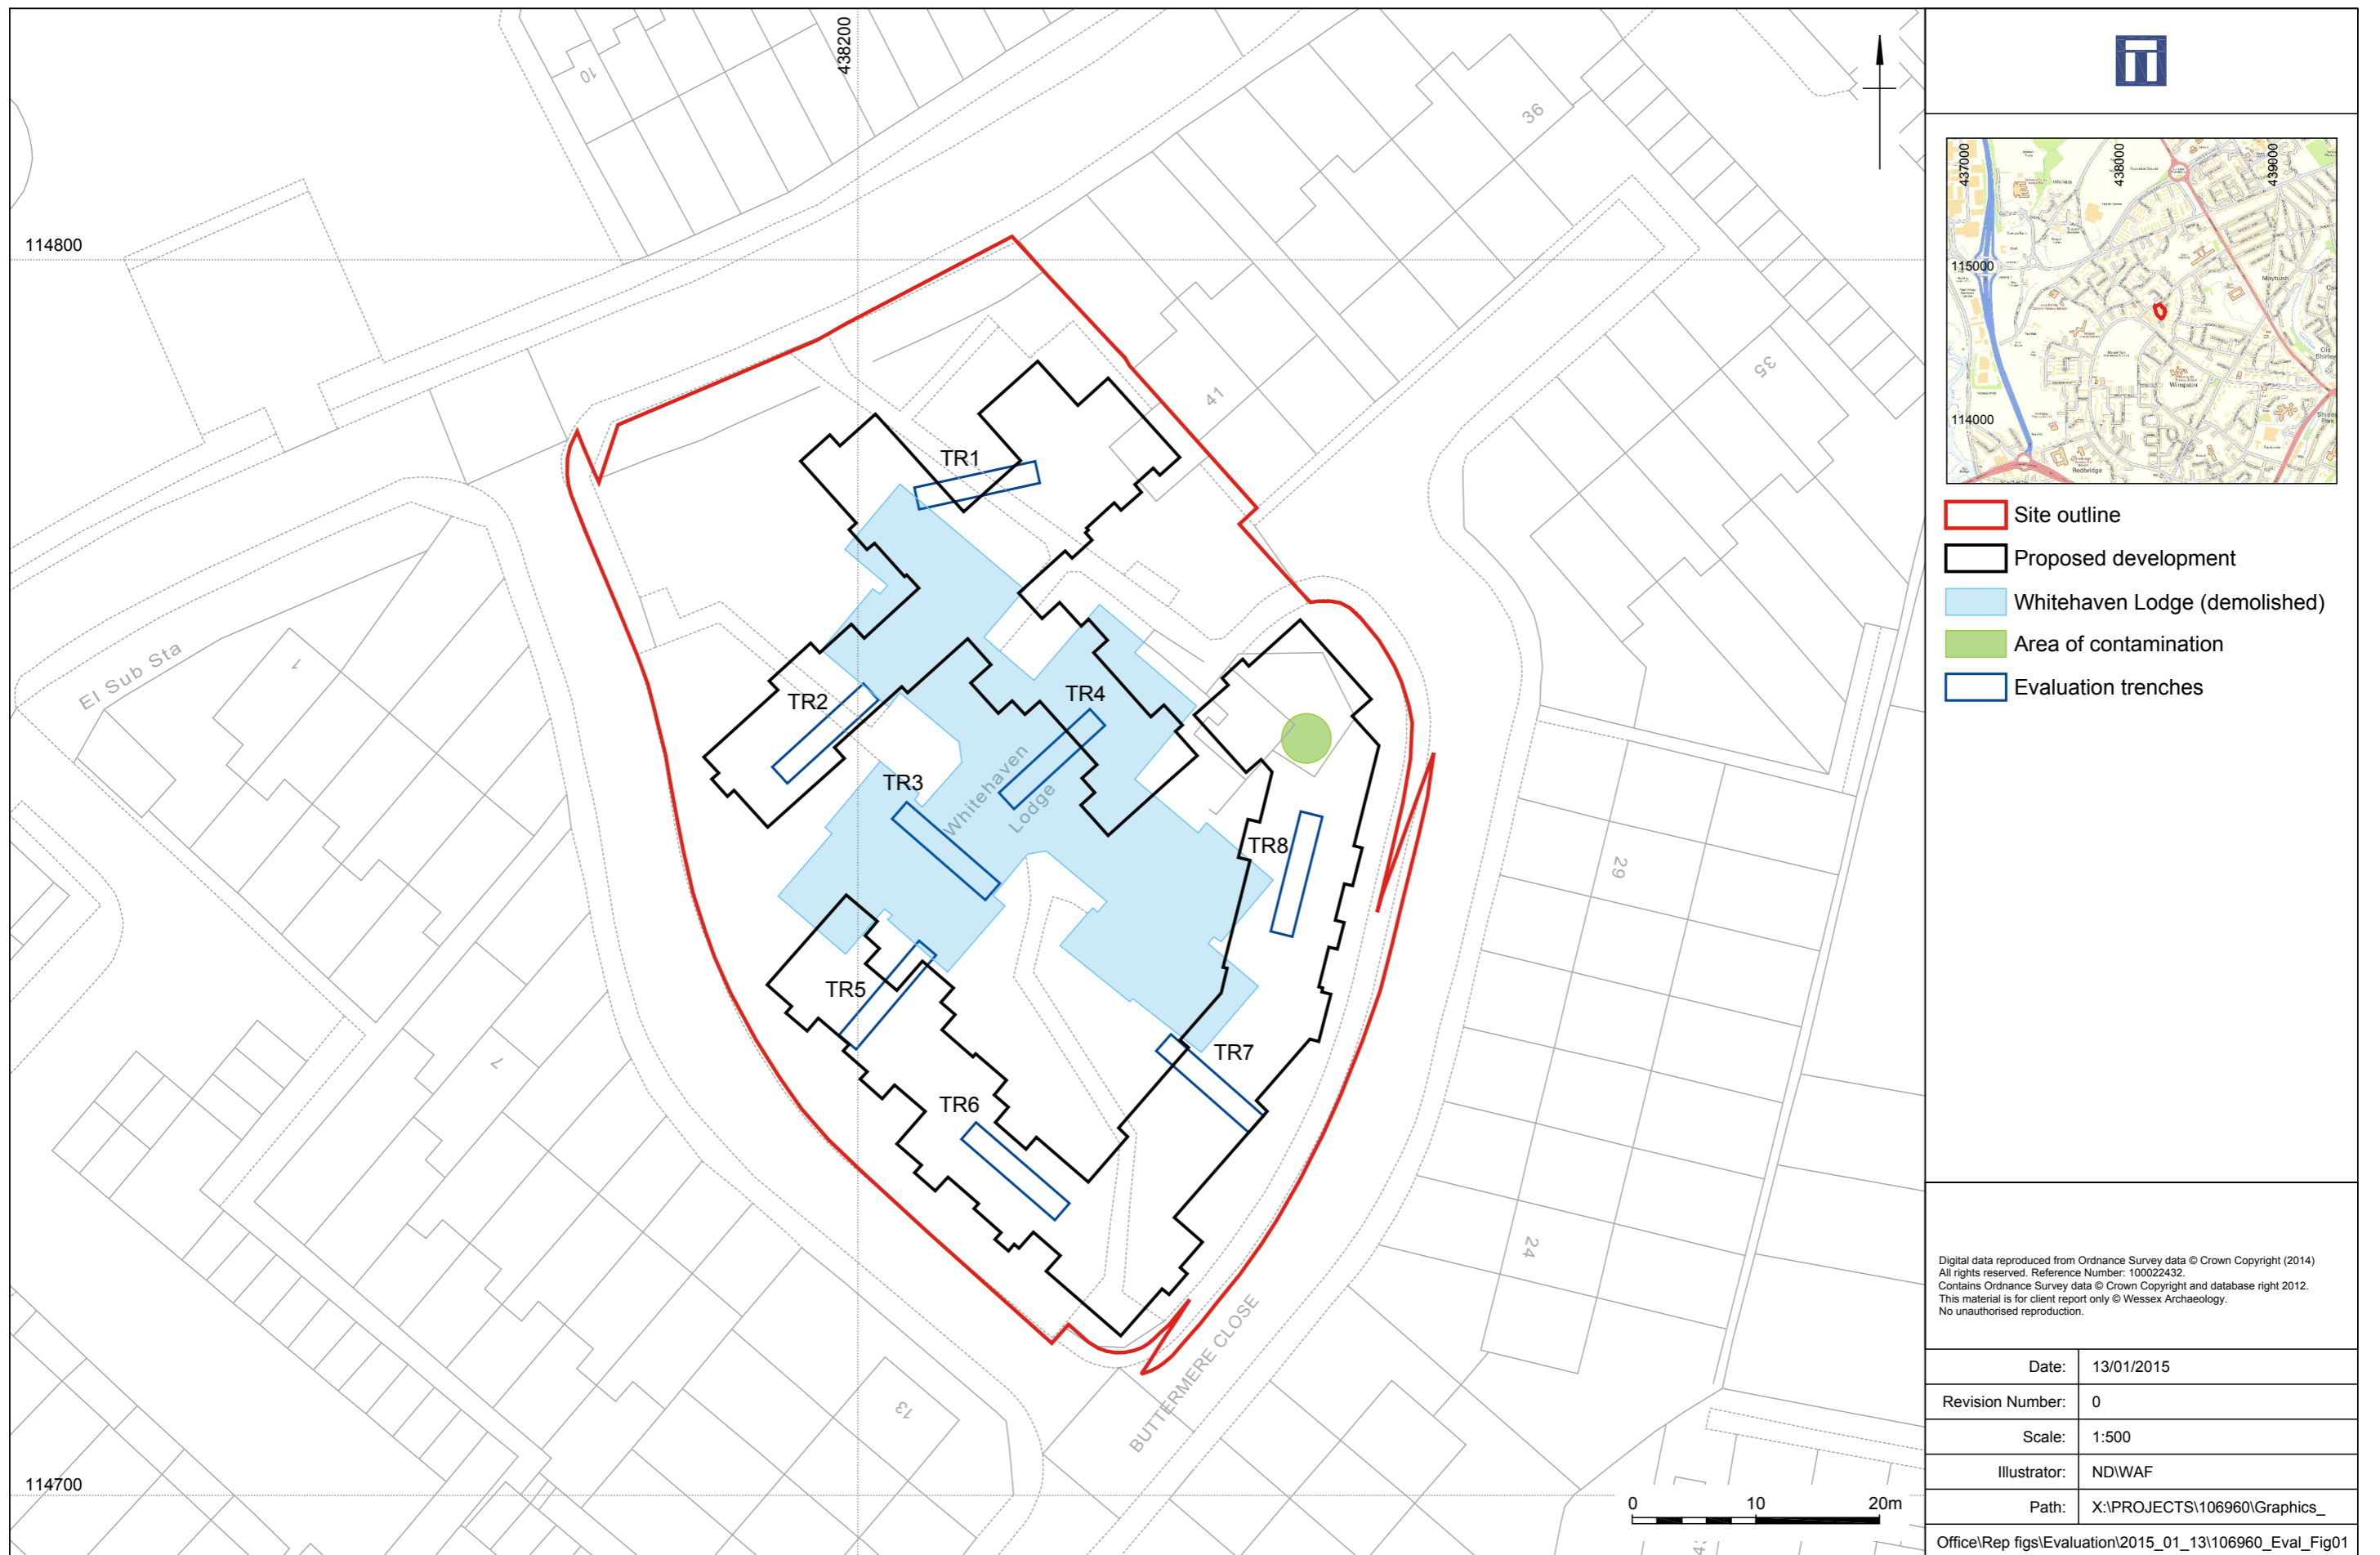 438200
114800
114700
10
36
41
35
El Sub Sta
1
TR1
TR2
TR3
TR4
TR5
TR6
TR7
TR8
Whitehaven
Lodge
29
24
7
13
BUTTERMERE CLOSE
0 10 20m
437000
438000
439000
115000
114000
Maybush
Wimpson
Redbridge
Site outline
Proposed development
Whitehaven Lodge (demolished)
Area of contamination
Evaluation trenches
Digital data reproduced from Ordnance Survey data © Crown Copyright (2014)
All rights reserved. Reference Number: 100022432.
Contains Ordnance Survey data © Crown Copyright and database right 2012.
This material is for client report only © Wessex Archaeology.
No unauthorised reproduction.
Date: 13/01/2015
Revision Number: 0
Scale: 1:500
Illustrator: ND\WAF
Path: X:\PROJECTS\106960\Graphics_
Office\Rep figs\Evaluation\2015_01_13\106960_Eval_Fig01